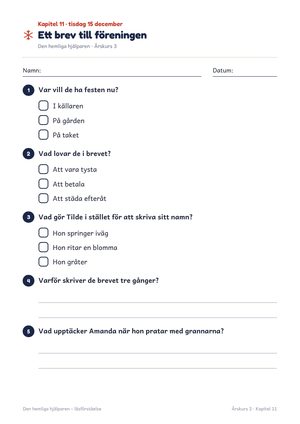 Kapitel 11 · tisdag 15 december
Ett brev till föreningen
Den hemliga hjälparen · Årskurs 3
Namn:
Datum:
1 Var vill de ha festen nu?
I källaren
På gården
På taket
2 Vad lovar de i brevet?
Att vara tysta
Att betala
Att städa efteråt
3 Vad gör Tilde i stället för att skriva sitt namn?
Hon springer iväg
Hon ritar en blomma
Hon gråter
4 Varför skriver de brevet tre gånger?
5 Vad upptäcker Amanda när hon pratar med grannarna?
Den hemliga hjälparen – läsförståelse
Årskurs 3 · Kapitel 11